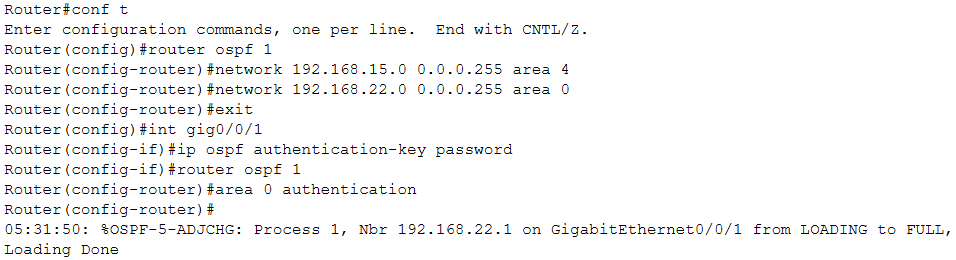 Router#conf t
Enter configuration commands, one per line.  End with CNTL/Z.
Router(config)#router ospf 1
Router(config-router)#network 192.168.15.0 0.0.0.255 area 4
Router(config-router)#network 192.168.22.0 0.0.0.255 area 0
Router(config-router)#exit
Router(config)#int gig0/0/1
Router(config-if)#ip ospf authentication-key password
Router(config-if)#router ospf 1
Router(config-router)#area 0 authentication
Router(config-router)#
05:31:50: %OSPF-5-ADJCHG: Process 1, Nbr 192.168.22.1 on GigabitEthernet0/0/1 from LOADING to FULL,
Loading Done